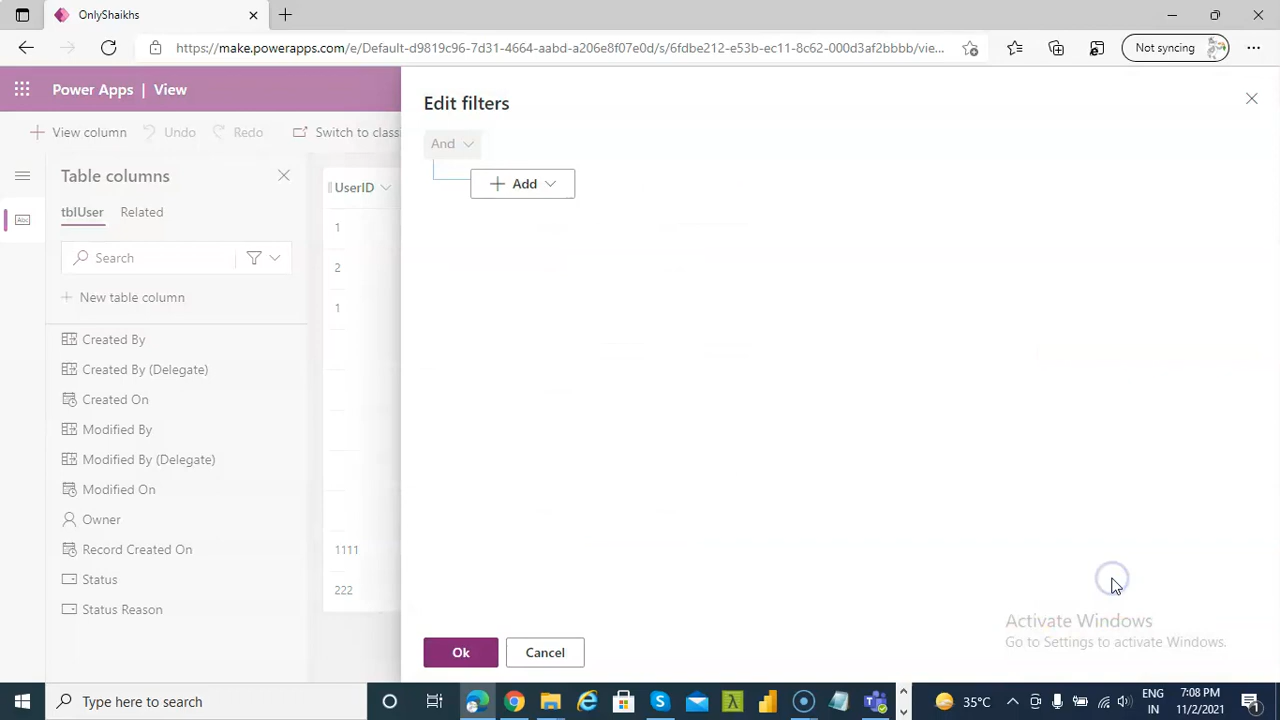 OnlyShaikhs
https://make.powerapps.com/e/Default-d9819c96-7d31-4664-aabd-a206e8f07e0d/s/6fdbe212-e53b-ec11-8c62-000d3af2bbbb/vie...
Not syncing
Power Apps | View
View column
Undo
Redo
Switch to class
Table columns
tblUser
Related
Search
New table column
Created By
Created By (Delegate)
Created On
Modified By
Modified By (Delegate)
Modified On
Owner
Record Created On
Abc
Status
Status Reason
UserID
1
2
1
1111
222
Edit filters
And
Add
Ok
Cancel
Activate Windows
Go to Settings to activate Windows.
Type here to search
35°C
ENG
IN
7:08 PM
11/2/2021
1